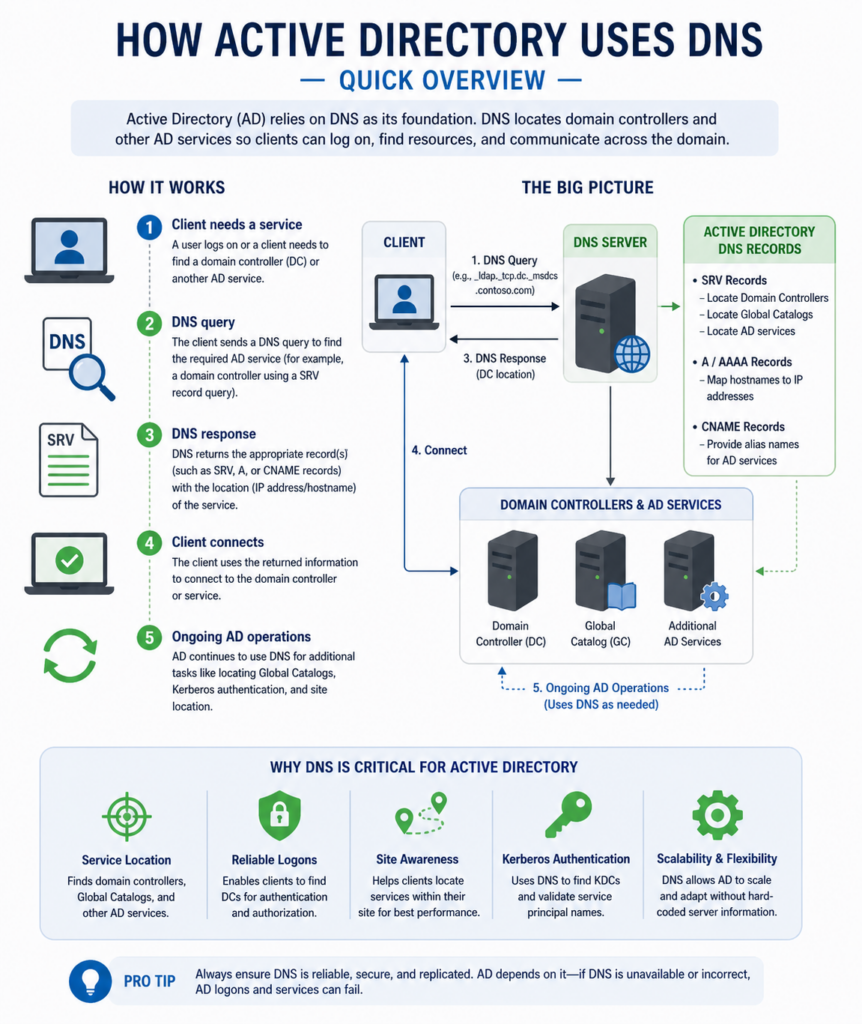 HOW ACTIVE DIRECTORY USES DNS
— QUICK OVERVIEW —
Active Directory (AD) relies on DNS as its foundation. DNS locates domain controllers and
other AD services so clients can log on, find resources, and communicate across the domain.
HOW IT WORKS
1
Client needs a service
A user logs on or a client needs to
find a domain controller (DC) or
another AD service.
DNS
2
DNS query
The client sends a DNS query to find
the required AD service (for example,
a domain controller using a SRV
record query).
SRV
3
DNS response
DNS returns the appropriate record(s)
(such as SRV, A, or CNAME records)
with the location (IP address/hostname)
of the service.
4
Client connects
The client uses the returned information
to connect to the domain controller
or service.
5
Ongoing AD operations
AD continues to use DNS for additional
tasks like locating Global Catalogs,
Kerberos authentication, and site
location.
THE BIG PICTURE
CLIENT
1. DNS Query
(e.g., _ldap._tcp.dc._msdcs
.contoso.com)
3. DNS Response
(DC location)
DNS SERVER
ACTIVE DIRECTORY
DNS RECORDS
• SRV Records
– Locate Domain Controllers
– Locate Global Catalogs
– Locate AD services
• A / AAAA Records
– Map hostnames to IP
addresses
• CNAME Records
– Provide alias names
for AD services
4. Connect
DOMAIN CONTROLLERS & AD SERVICES
Domain
Controller (DC)
Global
Catalog (GC)
Additional
AD Services
5. Ongoing AD Operations
(Uses DNS as needed)
WHY DNS IS CRITICAL FOR ACTIVE DIRECTORY
Service Location
Finds domain controllers,
Global Catalogs, and
other AD services.
Reliable Logons
Enables clients to find
DCs for authentication
and authorization.
Site Awareness
Helps clients locate
services within their
site for best performance.
Kerberos Authentication
Uses DNS to find KDCs
and validate service
principal names.
Scalability & Flexibility
DNS allows AD to scale
and adapt without hard-
coded server information.
PRO TIP
Always ensure DNS is reliable, secure, and replicated. AD depends on it—if DNS is unavailable or incorrect,
AD logons and services can fail.